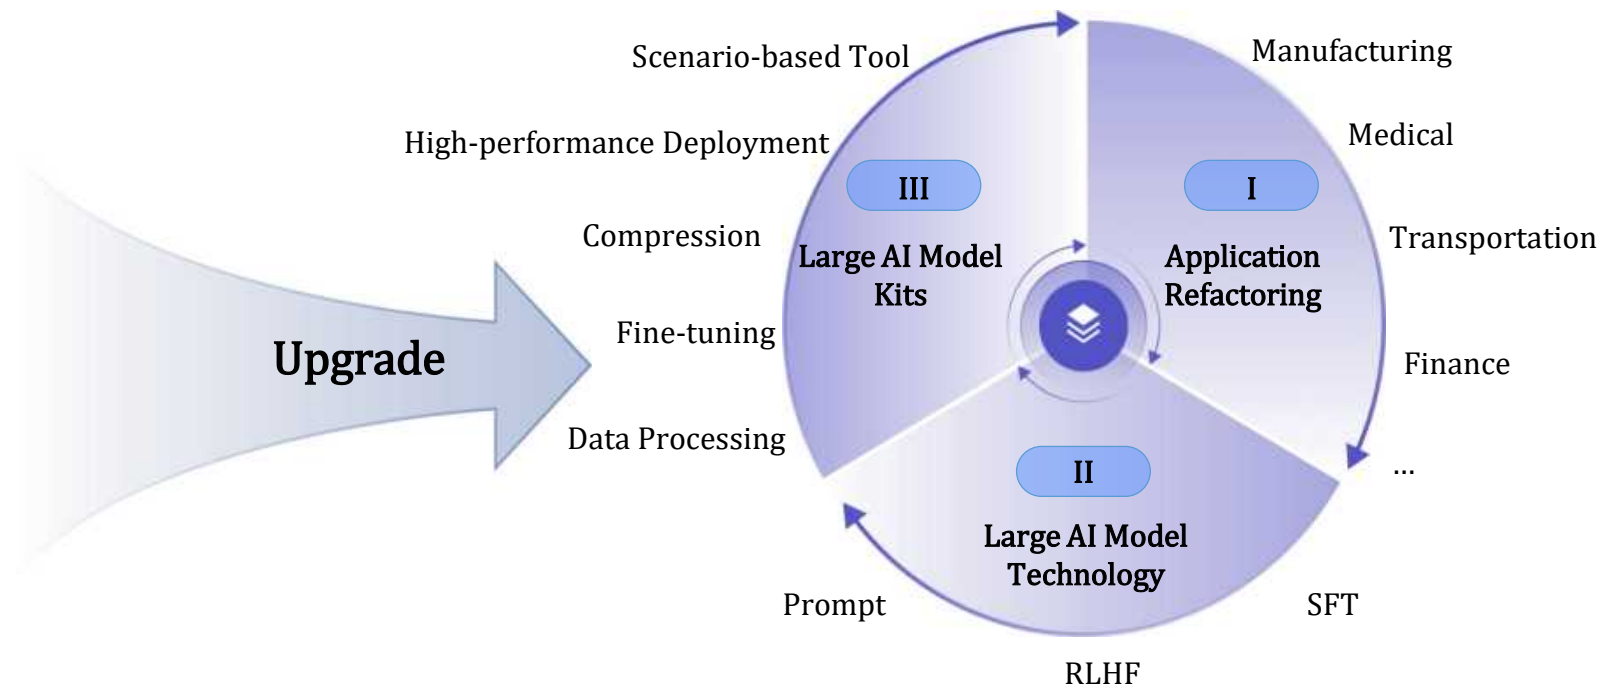 Scenario-based Tool
High-performance Deployment
Compression
Fine-tuning
Data Processing
Upgrade
III
Large AI Model
Kits
I
Application
Refactoring
Manufacturing
Medical
Transportation
Finance
...
II
Large AI Model
Technology
SFT
RLHF
Prompt